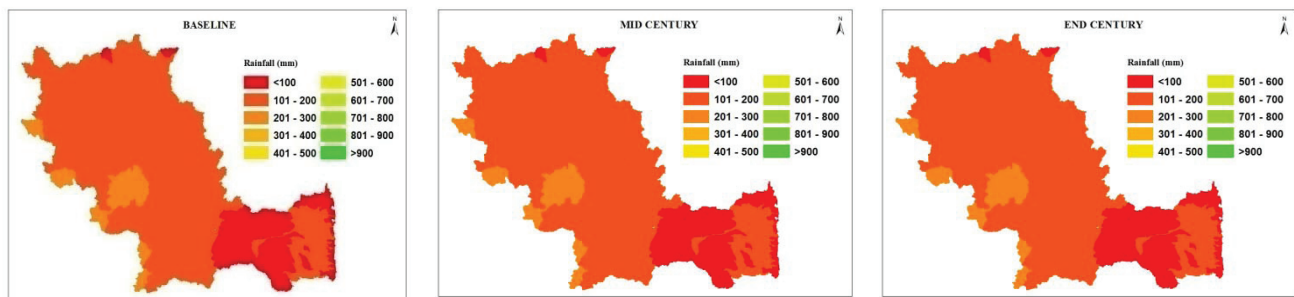 BASELINE
N
Rainfall (mm)
<100 501 - 600
101 - 200 601 - 700
201 - 300 701 - 800
301 - 400 801 - 900
401 - 500 >900
MID CENTURY
N
Rainfall (mm)
<100 501 - 600
101 - 200 601 - 700
201 - 300 701 - 800
301 - 400 801 - 900
401 - 500 >900
END CENTURY
N
Rainfall (mm)
<100 501 - 600
101 - 200 601 - 700
201 - 300 701 - 800
301 - 400 801 - 900
401 - 500 >900